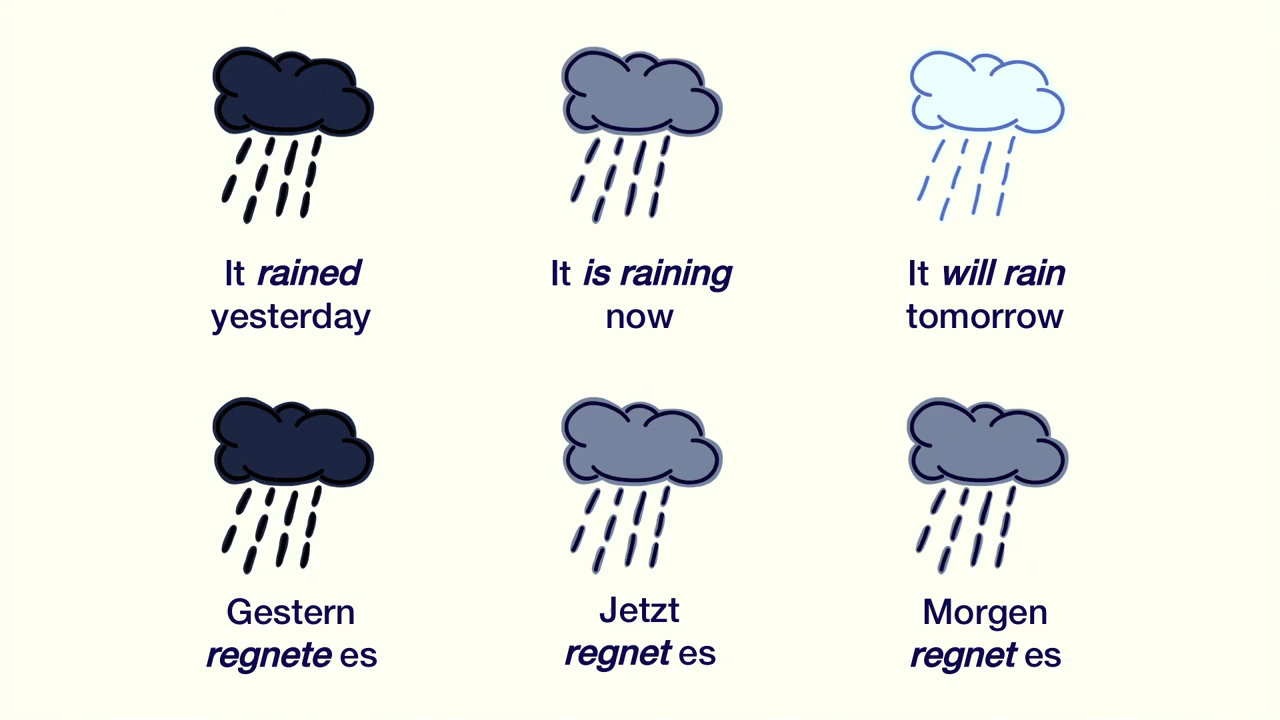 It rained
yesterday
It is raining
now
It will rain
tomorrow
Gestern
regnete es
Jetzt
regnet es
Morgen
regnet es